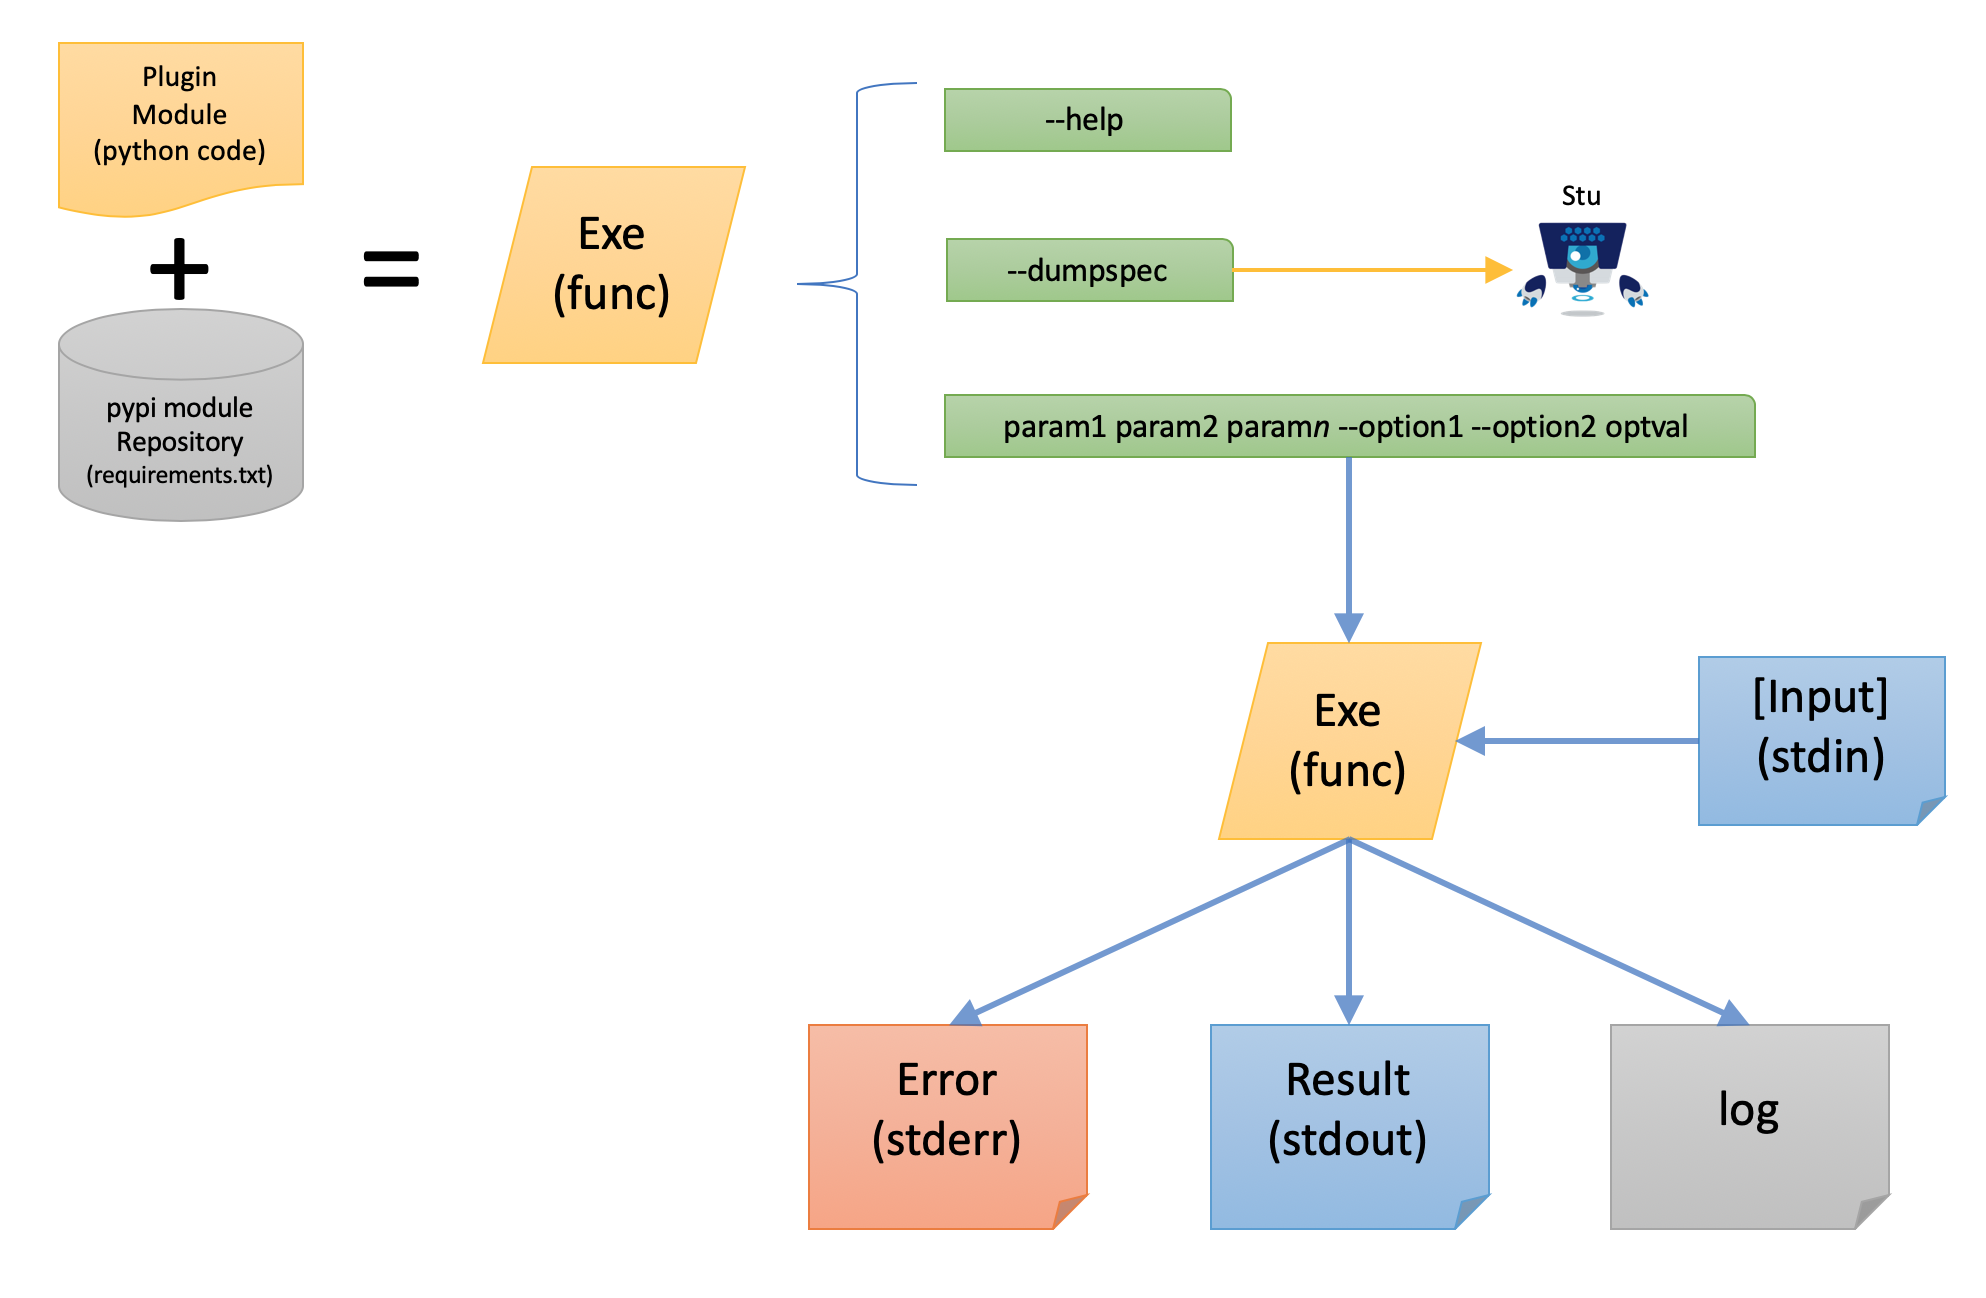 Plugin
Module
(python code)
+
=
pypi module
Repository
(requirements.txt)
Exe
(func)
--help
--dumpspec
Stu
param1 param2 paramn --option1 --option2 optval
Exe
(func)
[Input]
(stdin)
Error
(stderr)
Result
(stdout)
log